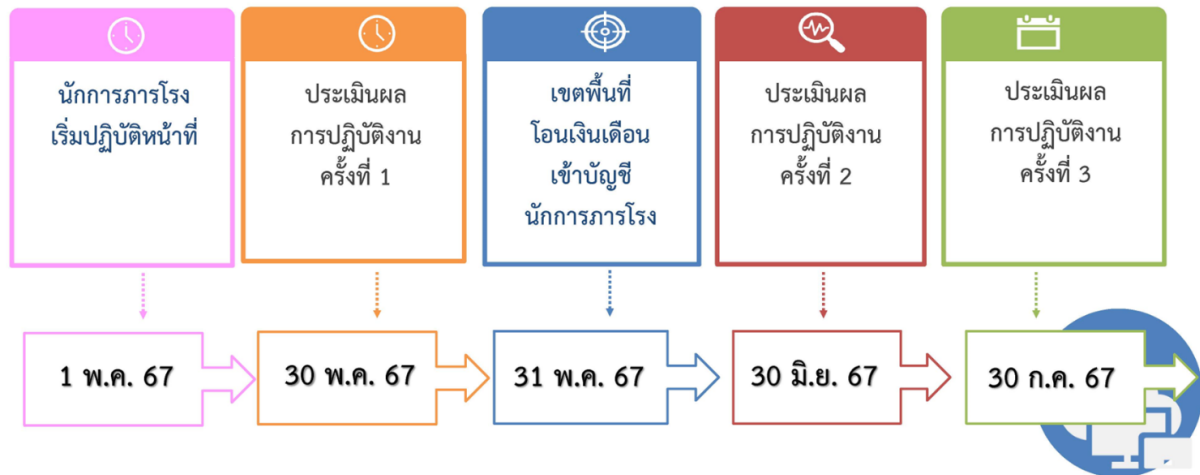 นักการภารโรง
เริ่มปฏิบัติหน้าที่
ประเมินผล
การปฏิบัติงาน
ครั้งที่ 1
เขตพื้นที่
โอนเงินเดือน
เข้าบัญชี
นักการภารโรง
ประเมินผล
การปฏิบัติงาน
ครั้งที่ 2
ประเมินผล
การปฏิบัติงาน
ครั้งที่ 3
1 พ.ค. 67
30 พ.ค. 67
31 พ.ค. 67
30 มิ.ย. 67
30 ก.ค. 67